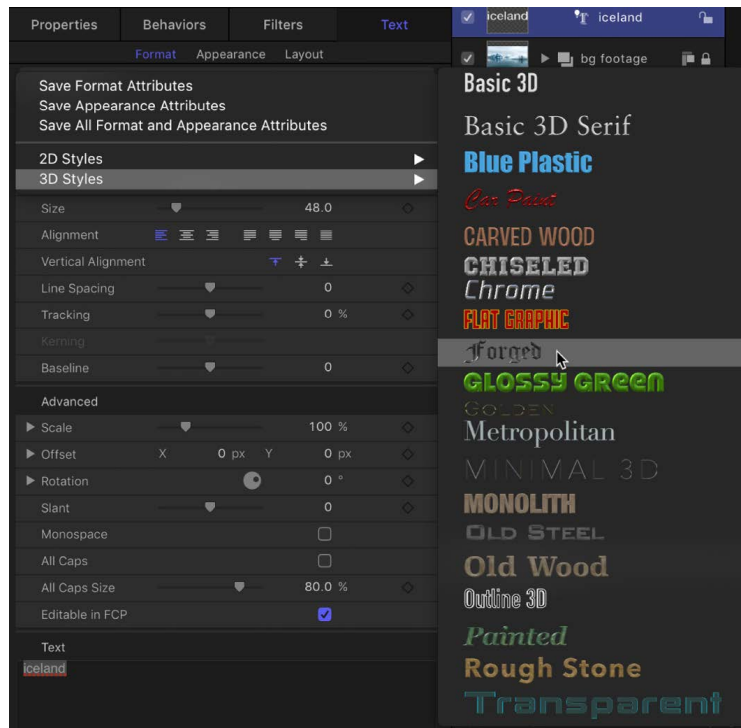 Properties Behaviors Filters Text
Format Appearance Layout
iceland iceland
bg footage
Save Format Attributes
Save Appearance Attributes
Save All Format and Appearance Attributes
2D Styles
3D Styles
Size 48.0
Alignment
Vertical Alignment
Line Spacing 0
Tracking 0 %
Kerning
Baseline 0
Advanced
Scale 100 %
Offset X 0 px Y 0 px
Rotation 0 °
Slant 0
Monospace
All Caps
All Caps Size 80.0 %
Editable in FCP
Text
iceland
Basic 3D
Basic 3D Serif
Blue Plastic
Car Paint
CARVED WOOD
CHISELED
Chrome
FLAT GRAPHIC
Forged
GLOSSY GREEN
GOLDEN
Metropolitan
MINIMAL 3D
MONOLITH
OLD STEEL
Old Wood
Outline 3D
Painted
Rough Stone
Transparent